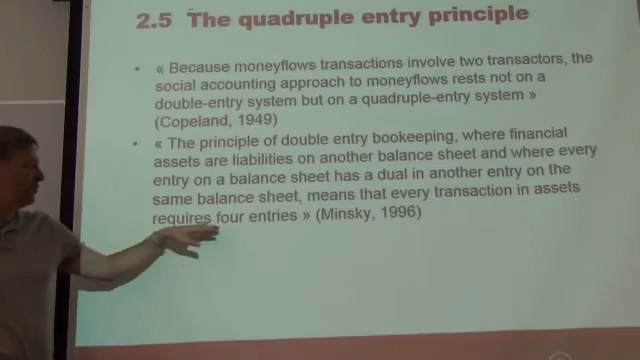 2.5 The quadruple entry principle
• « Because moneyflows transactions involve two transactors, the
social accounting approach to moneyflows rests not on a
double-entry system but on a quadruple-entry system »
(Copeland, 1949)
• « The principle of double entry bookeeping, where financial
assets are liabilities on another balance sheet and where every
entry on a balance sheet has a dual in another entry on the
same balance sheet, means that every transaction in assets
requires four entries » (Minsky, 1996)